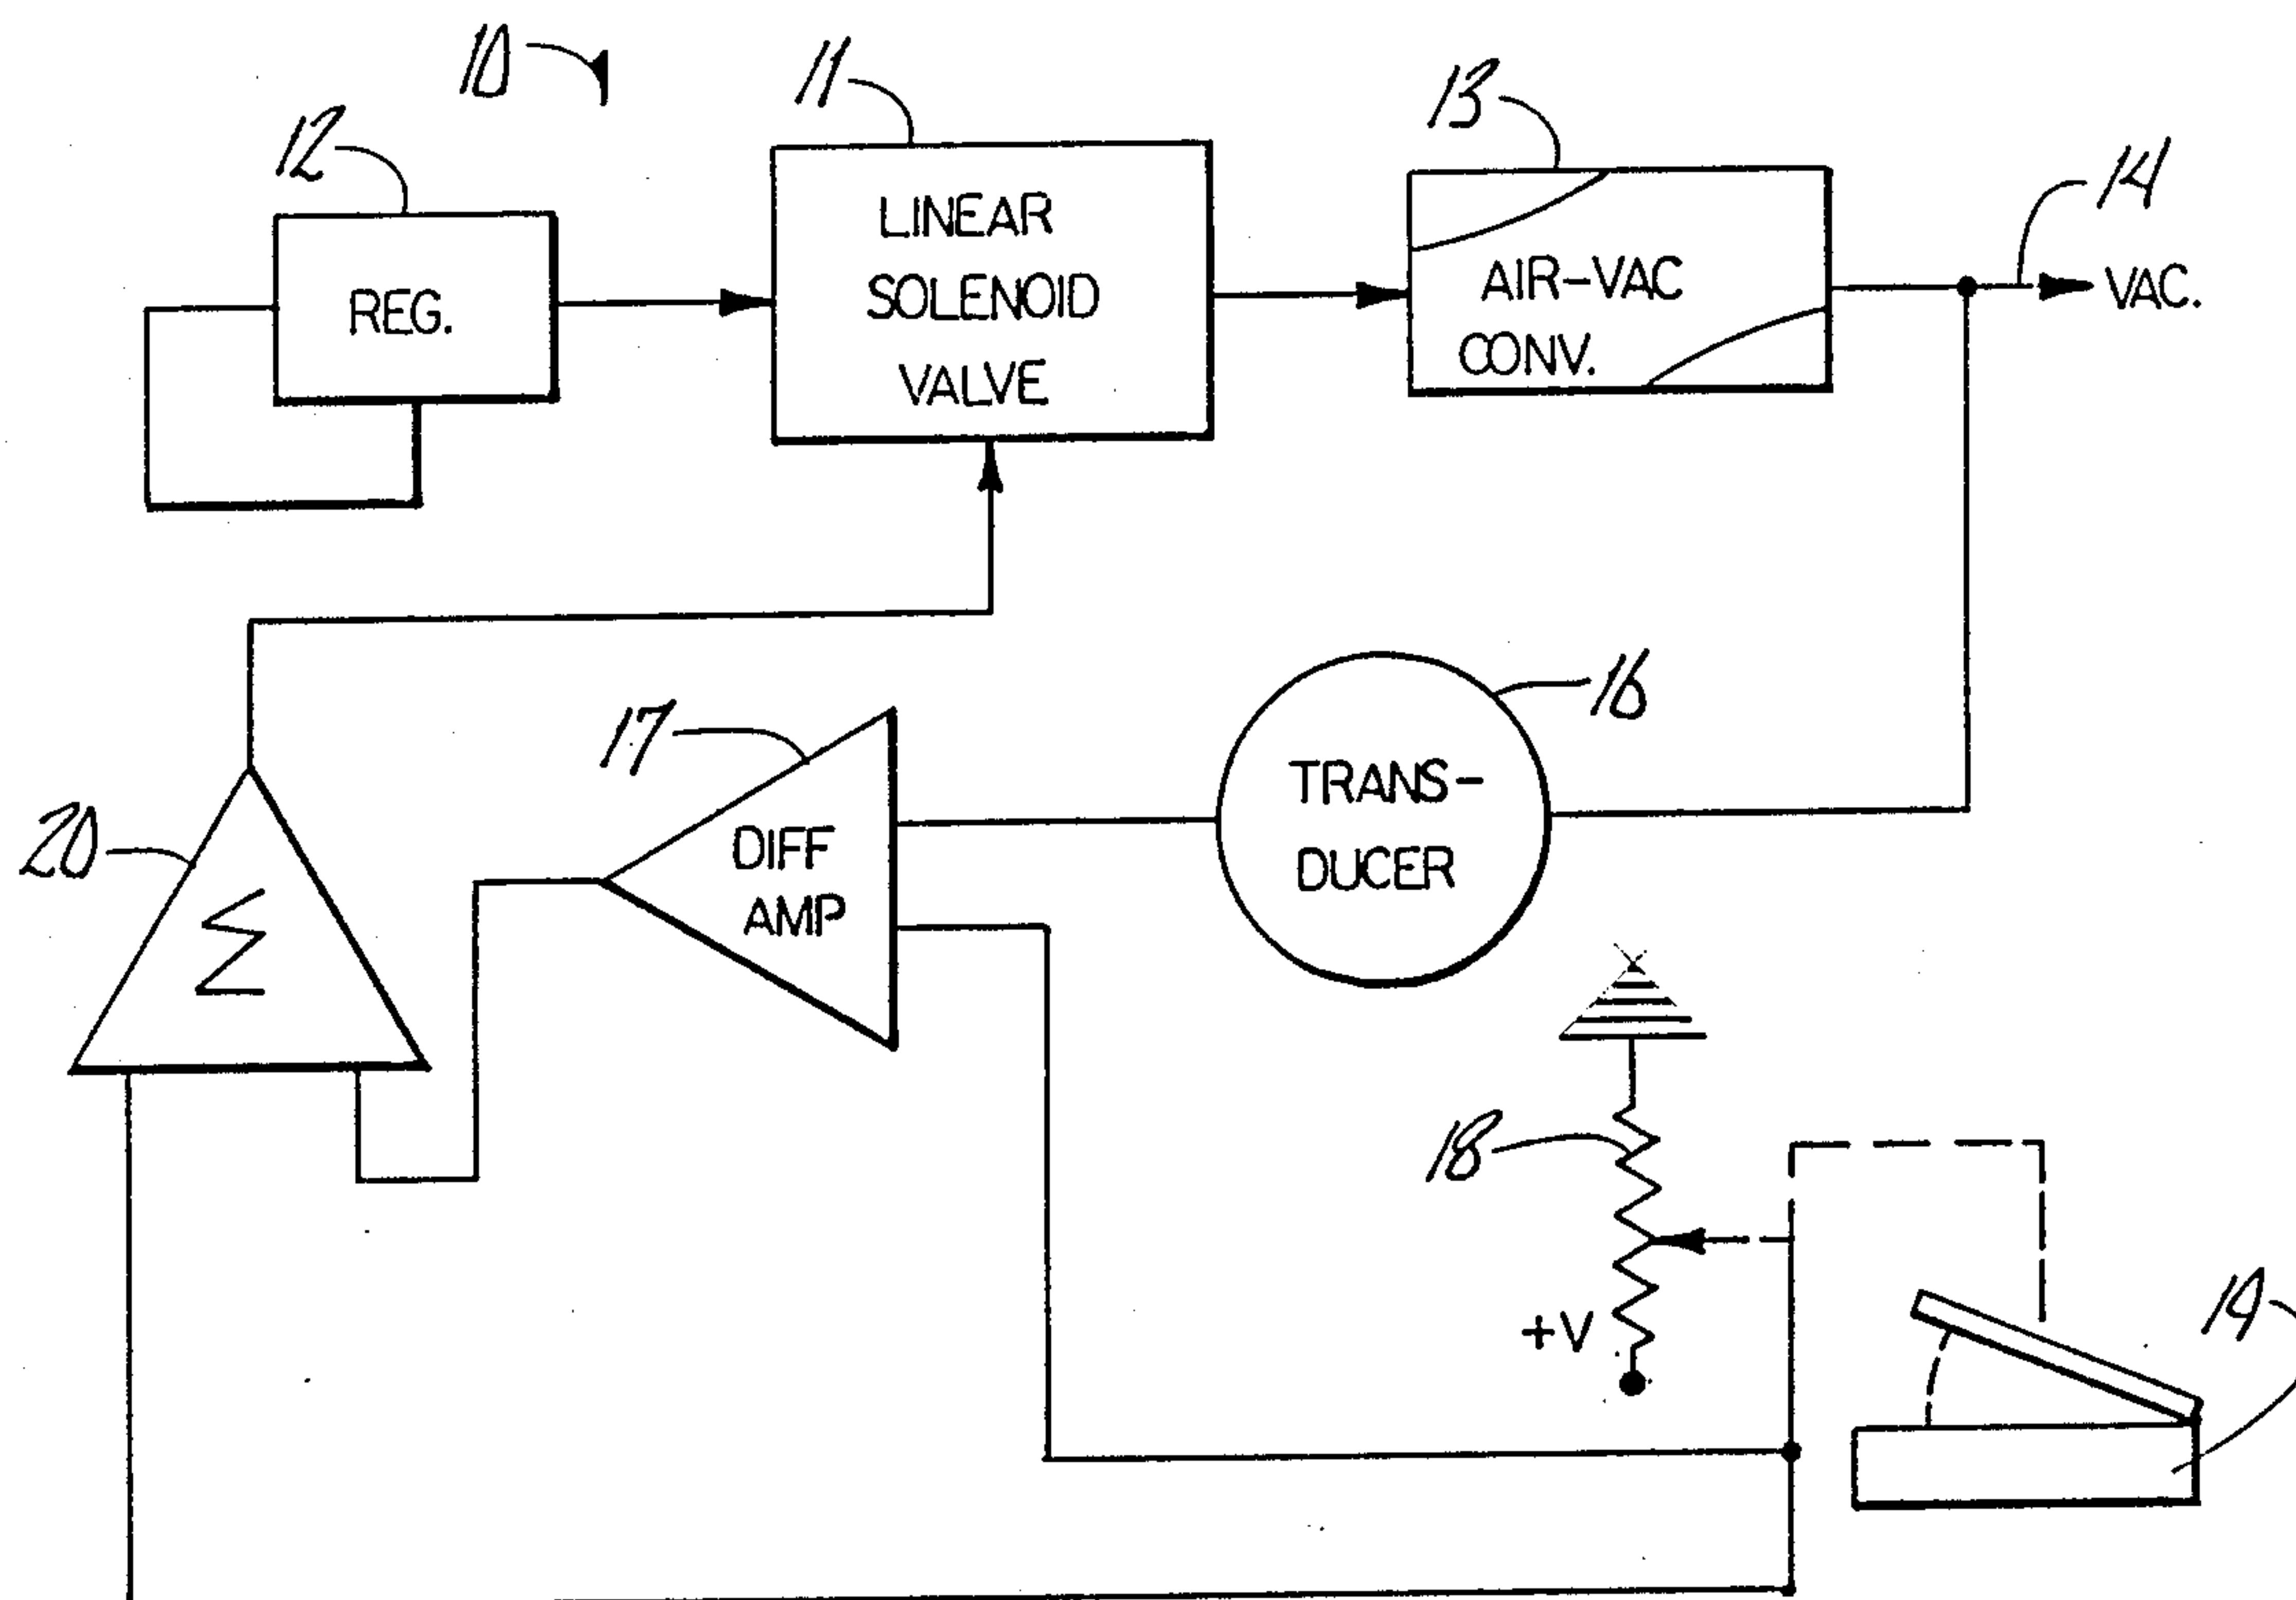 10
11
13
12
14
LINEAR
SOLENOID
VALVE
REG.
AIR-VAC
CONV.
VAC.
16
17
TRANS-
DUCER
20
DIFF
AMP
Σ
18
+V
19